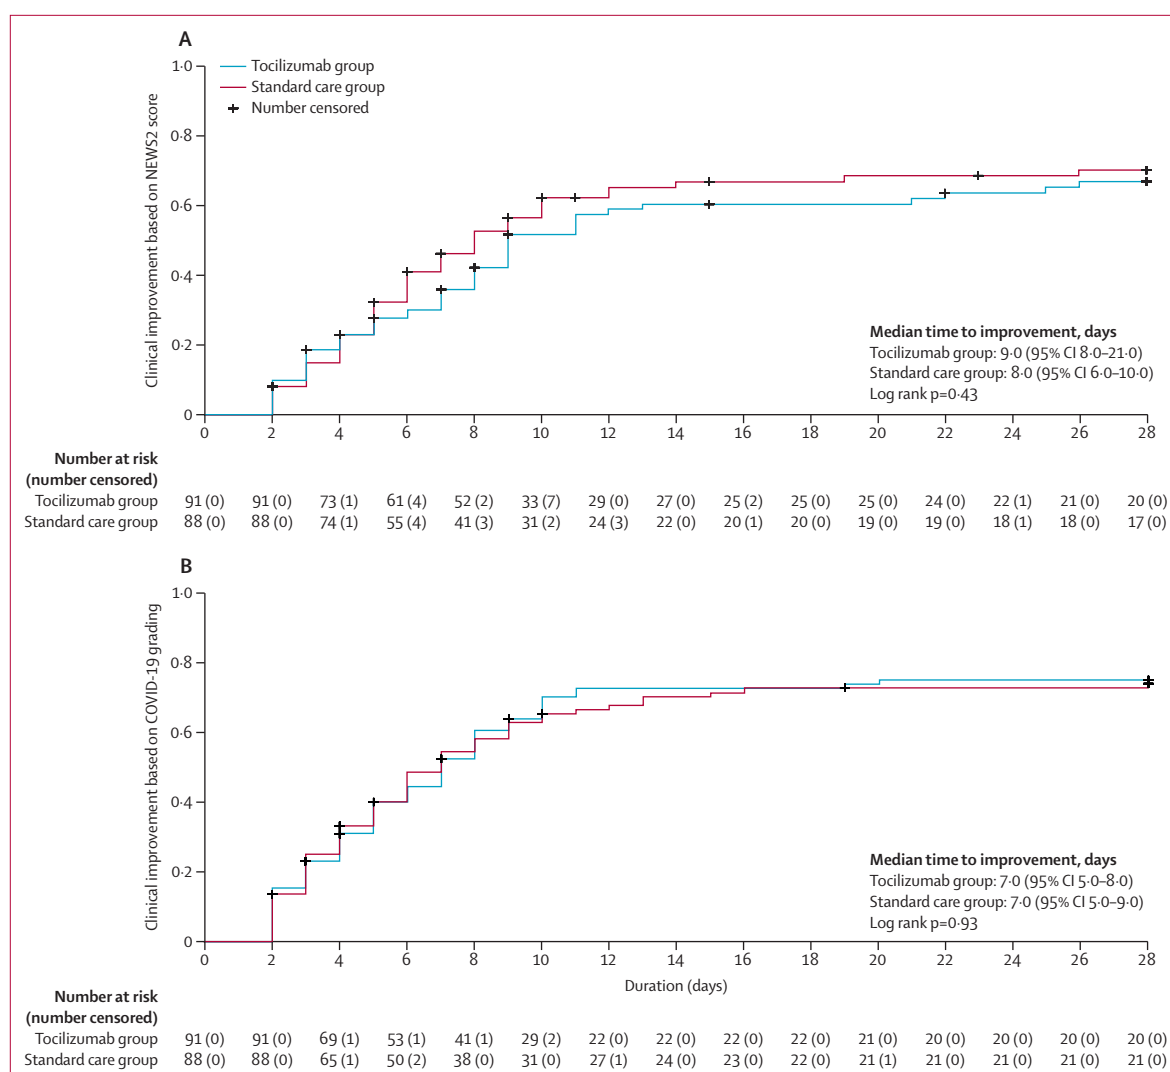 A
Tocilizumab group
Standard care group
Number censored
Clinical improvement based on NEWS2 score
1·0
0·8
0·6
0·4
0·2
0
Median time to improvement, days
Tocilizumab group: 9·0 (95% CI 8·0–21·0)
Standard care group: 8·0 (95% CI 6·0–10·0)
Log rank p=0·43
0 2 4 6 8 10 12 14 16 18 20 22 24 26 28
Number at risk
(number censored)
Tocilizumab group 91 (0) 91 (0) 73 (1) 61 (4) 52 (2) 33 (7) 29 (0) 27 (0) 25 (2) 25 (0) 25 (0) 24 (0) 22 (1) 21 (0) 20 (0)
Standard care group 88 (0) 88 (0) 74 (1) 55 (4) 41 (3) 31 (2) 24 (3) 22 (0) 20 (1) 20 (0) 19 (0) 19 (0) 18 (1) 18 (0) 17 (0)
B
Clinical improvement based on COVID-19 grading
1·0
0·8
0·6
0·4
0·2
0
Median time to improvement, days
Tocilizumab group: 7·0 (95% CI 5·0–8·0)
Standard care group: 7·0 (95% CI 5·0–9·0)
Log rank p=0·93
0 2 4 6 8 10 12 14 16 18 20 22 24 26 28
Duration (days)
Number at risk
(number censored)
Tocilizumab group 91 (0) 91 (0) 69 (1) 53 (1) 41 (1) 29 (2) 22 (0) 22 (0) 22 (0) 22 (0) 21 (0) 20 (0) 20 (0) 20 (0) 20 (0)
Standard care group 88 (0) 88 (0) 65 (1) 50 (2) 38 (0) 31 (0) 27 (1) 24 (0) 23 (0) 22 (0) 21 (1) 21 (0) 21 (0) 21 (0) 21 (0)